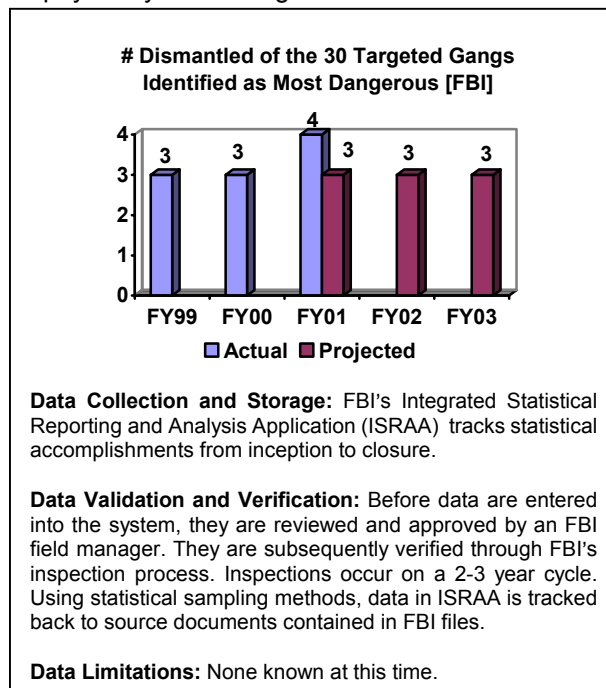 # Dismantled of the 30 Targeted Gangs
Identified as Most Dangerous [FBI]
4
3 3 3 3 3
4
3
2
1
0
FY99 FY00 FY01 FY02 FY03
Actual Projected
Data Collection and Storage: FBI's Integrated Statistical
Reporting and Analysis Application (ISRAA) tracks statistical
accomplishments from inception to closure.
Data Validation and Verification: Before data are entered
into the system, they are reviewed and approved by an FBI
field manager. They are subsequently verified through FBI's
inspection process. Inspections occur on a 2-3 year cycle.
Using statistical sampling methods, data in ISRAA is tracked
back to source documents contained in FBI files.
Data Limitations: None known at this time.